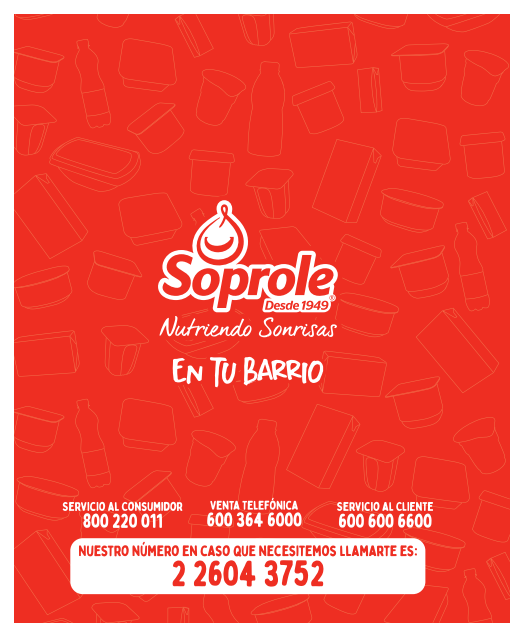 Soprole
Desde 1949®
Nutriendo Sonrisas
EN TU BARRIO
SERVICIO AL CONSUMIDOR
800 220 011
VENTA TELEFÓNICA
600 364 6000
SERVICIO AL CLIENTE
600 600 6600
NUESTRO NÚMERO EN CASO QUE NECESITEMOS LLAMARTE ES:
2 2604 3752